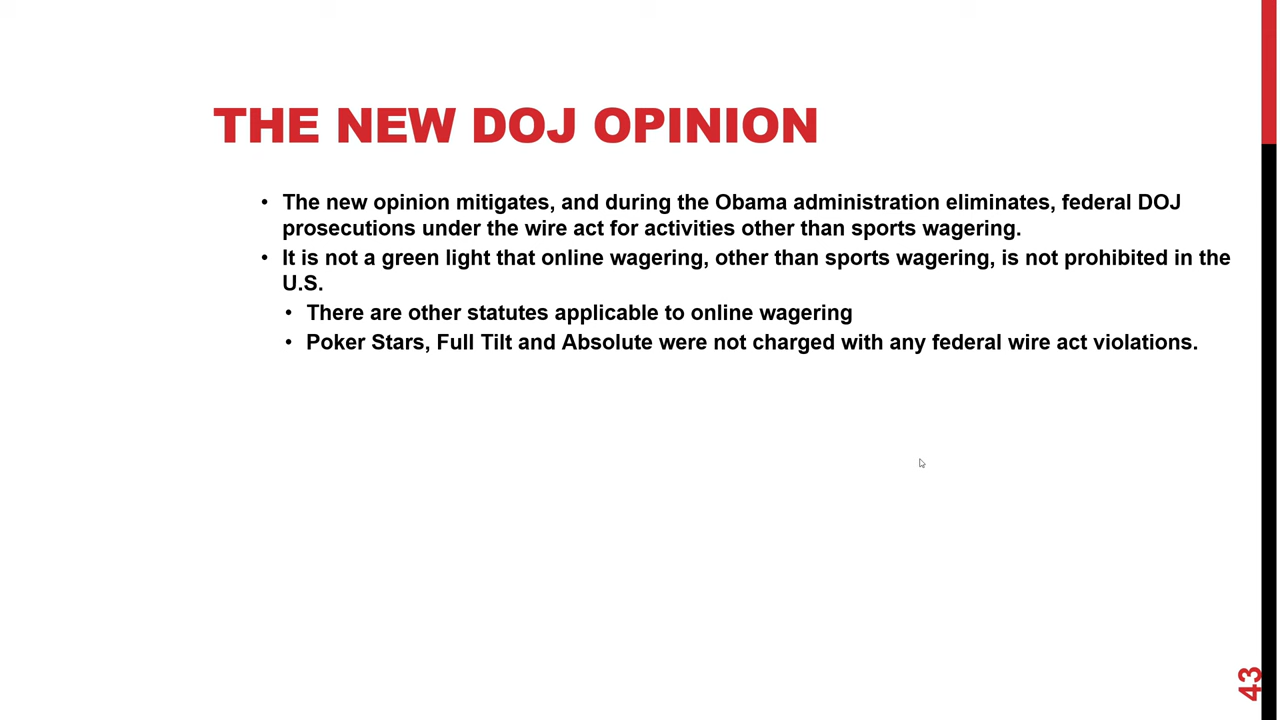 THE NEW DOJ OPINION
• The new opinion mitigates, and during the Obama administration eliminates, federal DOJ
prosecutions under the wire act for activities other than sports wagering.
• It is not a green light that online wagering, other than sports wagering, is not prohibited in the
U.S.
• There are other statutes applicable to online wagering
• Poker Stars, Full Tilt and Absolute were not charged with any federal wire act violations.
43